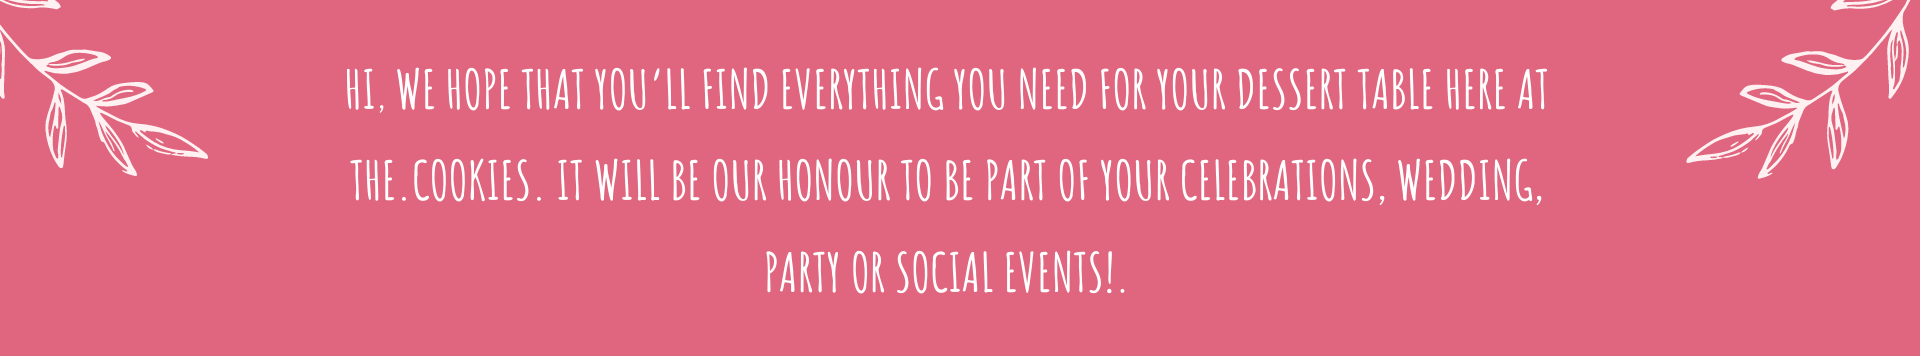 HI, WE HOPE THAT YOU'LL FIND EVERYTHING YOU NEED FOR YOUR DESSERT TABLE HERE AT
THE.COOKIES. IT WILL BE OUR HONOUR TO BE PART OF YOUR CELEBRATIONS, WEDDING,
PARTY OR SOCIAL EVENTS!.